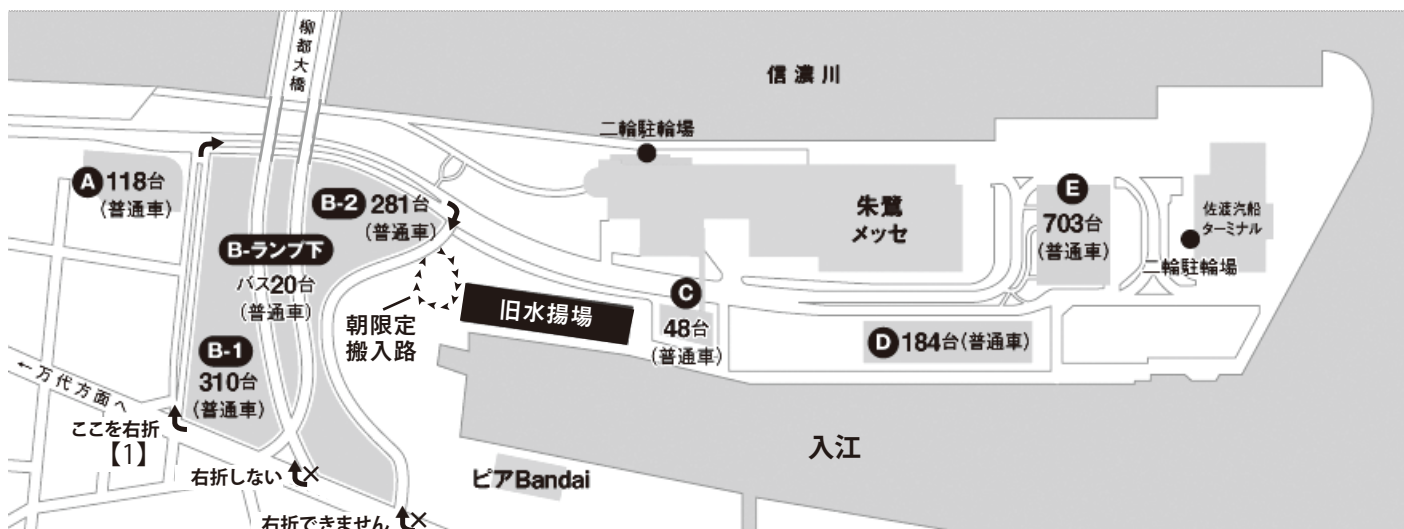 柳都大橋
信濃川
二輪駐輪場
A 118台
(普通車)
B-2 281台
(普通車)
朱鷺
メッセ
E
703台
(普通車)
佐渡汽船
ターミナル
二輪駐輪場
B-ランプ下
バス20台
(普通車)
朝限定
搬入路
旧水揚場
C
48台
(普通車)
D 184台(普通車)
B-1
310台
(普通車)
←万代方面へ
ここを右折
【1】
右折しない
右折できません
ピアBandai
入江